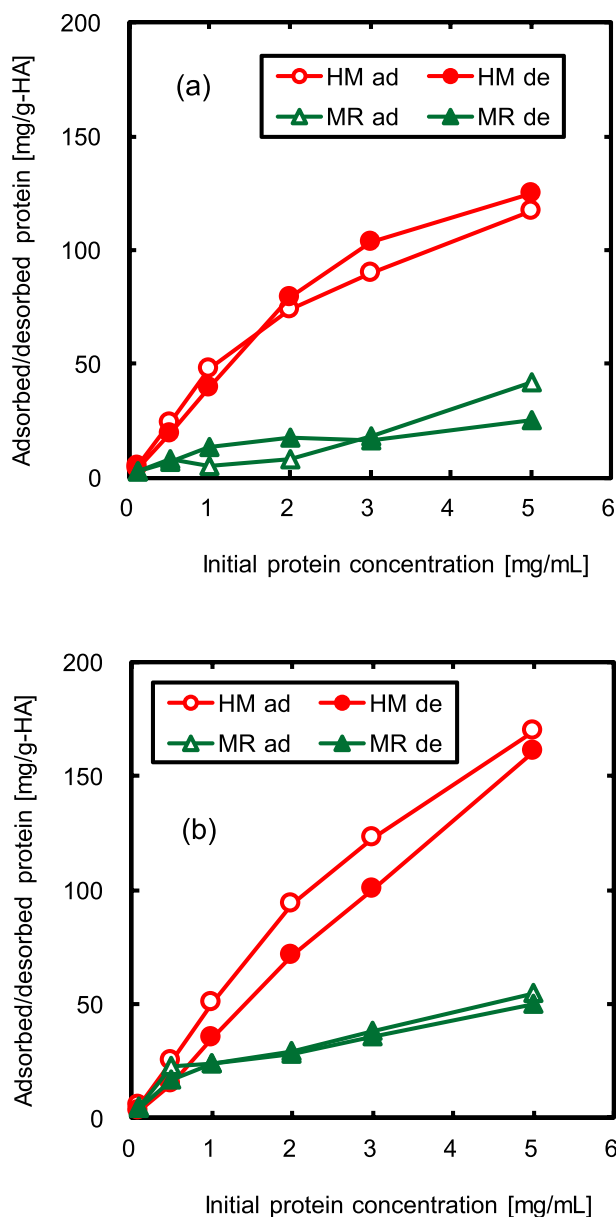 200
(a)
HM ad HM de
MR ad MR de
150
100
50
0
Adsorbed/desorbed protein [mg/g-HA]
0 1 2 3 4 5 6
Initial protein concentration [mg/mL]
200
HM ad HM de
MR ad MR de
150
(b)
100
50
0
Adsorbed/desorbed protein [mg/g-HA]
0 1 2 3 4 5 6
Initial protein concentration [mg/mL]